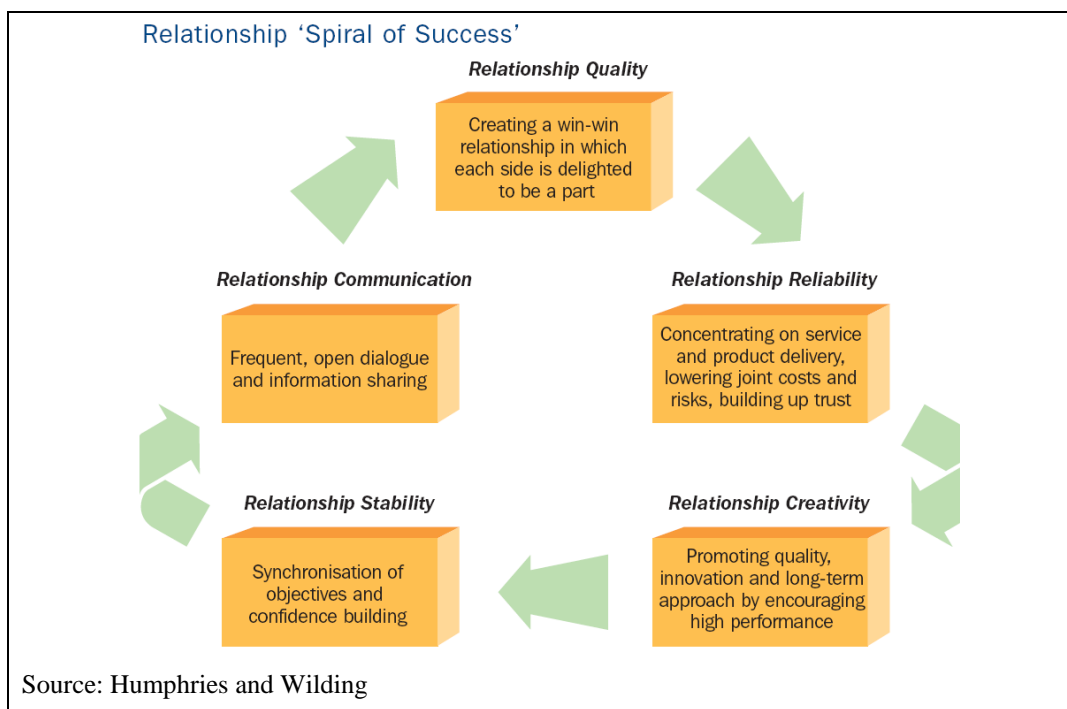 Relationship ‘Spiral of Success’
Relationship Quality
Creating a win-win
relationship in which
each side is delighted
to be a part
Relationship Communication
Frequent, open dialogue
and information sharing
Relationship Reliability
Concentrating on service
and product delivery,
lowering joint costs and
risks, building up trust
Relationship Stability
Synchronisation of
objectives and
confidence building
Relationship Creativity
Promoting quality,
innovation and long-term
approach by encouraging
high performance
Source: Humphries and Wilding